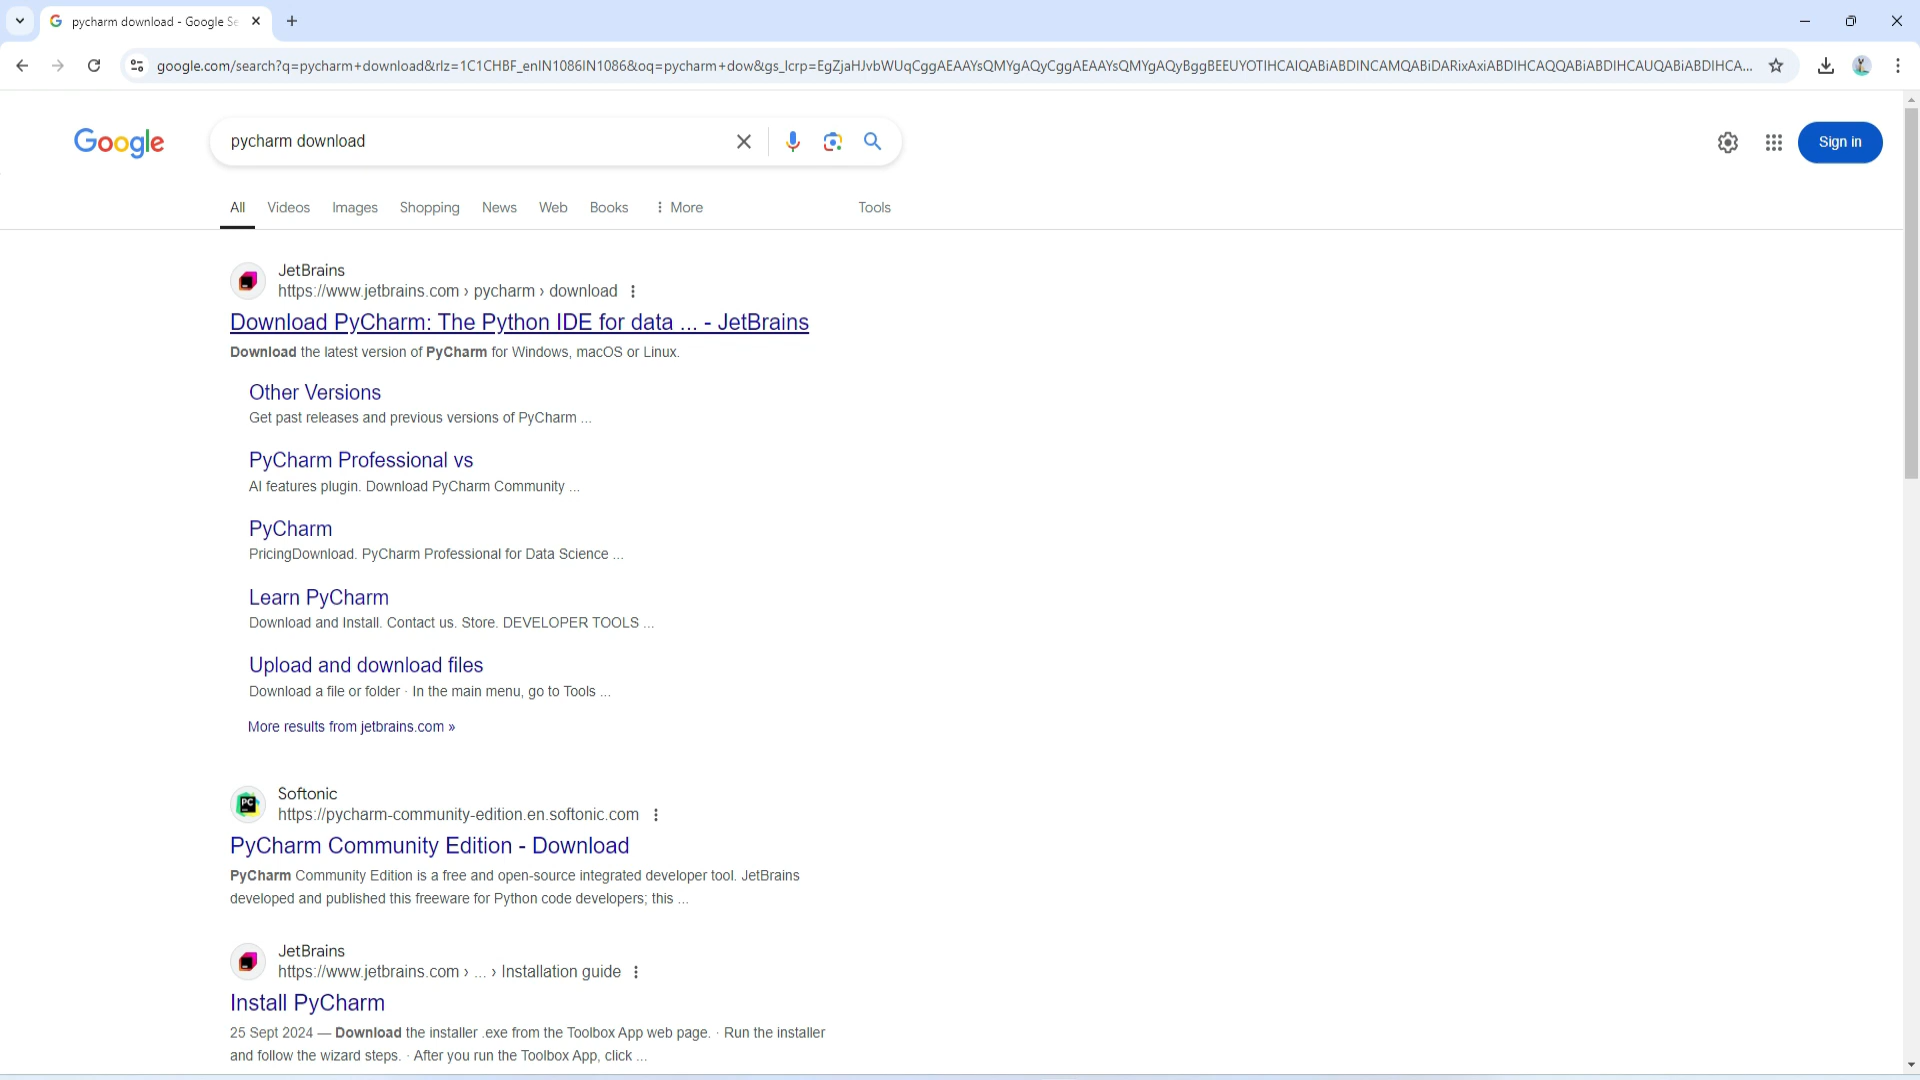 pycharm download - Google Se
google.com/search?q=pycharm+download&rlz=1C1CHBF_enIN1086IN1086&oq=pycharm+dow&gs_lcrp=EgZjaHJvbWUqCggAEAAYsQMYgAQyCggAEAAYsQMYgAQyBggBEEUYOTIHCAIQABiABDINCAMQABiDARixAxiABDIHCAQQABiABDIHCAUQABiABDIHCA...
Google
pycharm download
Sign in
All Videos Images Shopping News Web Books More Tools
JetBrains
https://www.jetbrains.com › pycharm › download
Download PyCharm: The Python IDE for data ... - JetBrains
Download the latest version of PyCharm for Windows, macOS or Linux.
Other Versions
Get past releases and previous versions of PyCharm ...
PyCharm Professional vs
AI features plugin. Download PyCharm Community ...
PyCharm
PricingDownload. PyCharm Professional for Data Science ...
Learn PyCharm
Download and Install. Contact us. Store. DEVELOPER TOOLS ...
Upload and download files
Download a file or folder · In the main menu, go to Tools ...
More results from jetbrains.com »
PC
Softonic
https://pycharm-community-edition.en.softonic.com
PyCharm Community Edition - Download
PyCharm Community Edition is a free and open-source integrated developer tool. JetBrains
developed and published this freeware for Python code developers; this ...
JetBrains
https://www.jetbrains.com › ... › Installation guide
Install PyCharm
25 Sept 2024 — Download the installer .exe from the Toolbox App web page. · Run the installer
and follow the wizard steps. · After you run the Toolbox App, click ...